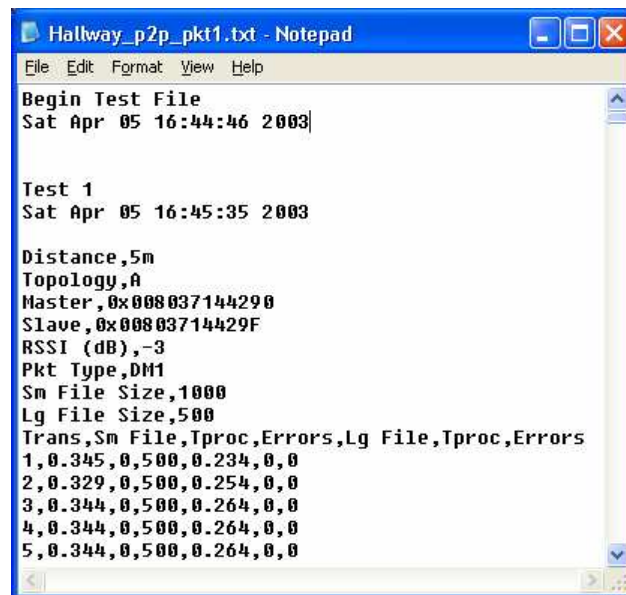 Hallway_p2p_pkt1.txt - Notepad
File Edit Format View Help
Begin Test File
Sat Apr 05 16:44:46 2003
Test 1
Sat Apr 05 16:45:35 2003
Distance,5m
Topology,A
Master,0x008037144290
Slave,0x00803714429F
RSSI (dB),-3
Pkt Type,DM1
Sm File Size,1000
Lg File Size,500
Trans,Sm File,Tproc,Errors,Lg File,Tproc,Errors
1,0.345,0,500,0.234,0,0
2,0.329,0,500,0.254,0,0
3,0.344,0,500,0.264,0,0
4,0.344,0,500,0.264,0,0
5,0.344,0,500,0.264,0,0